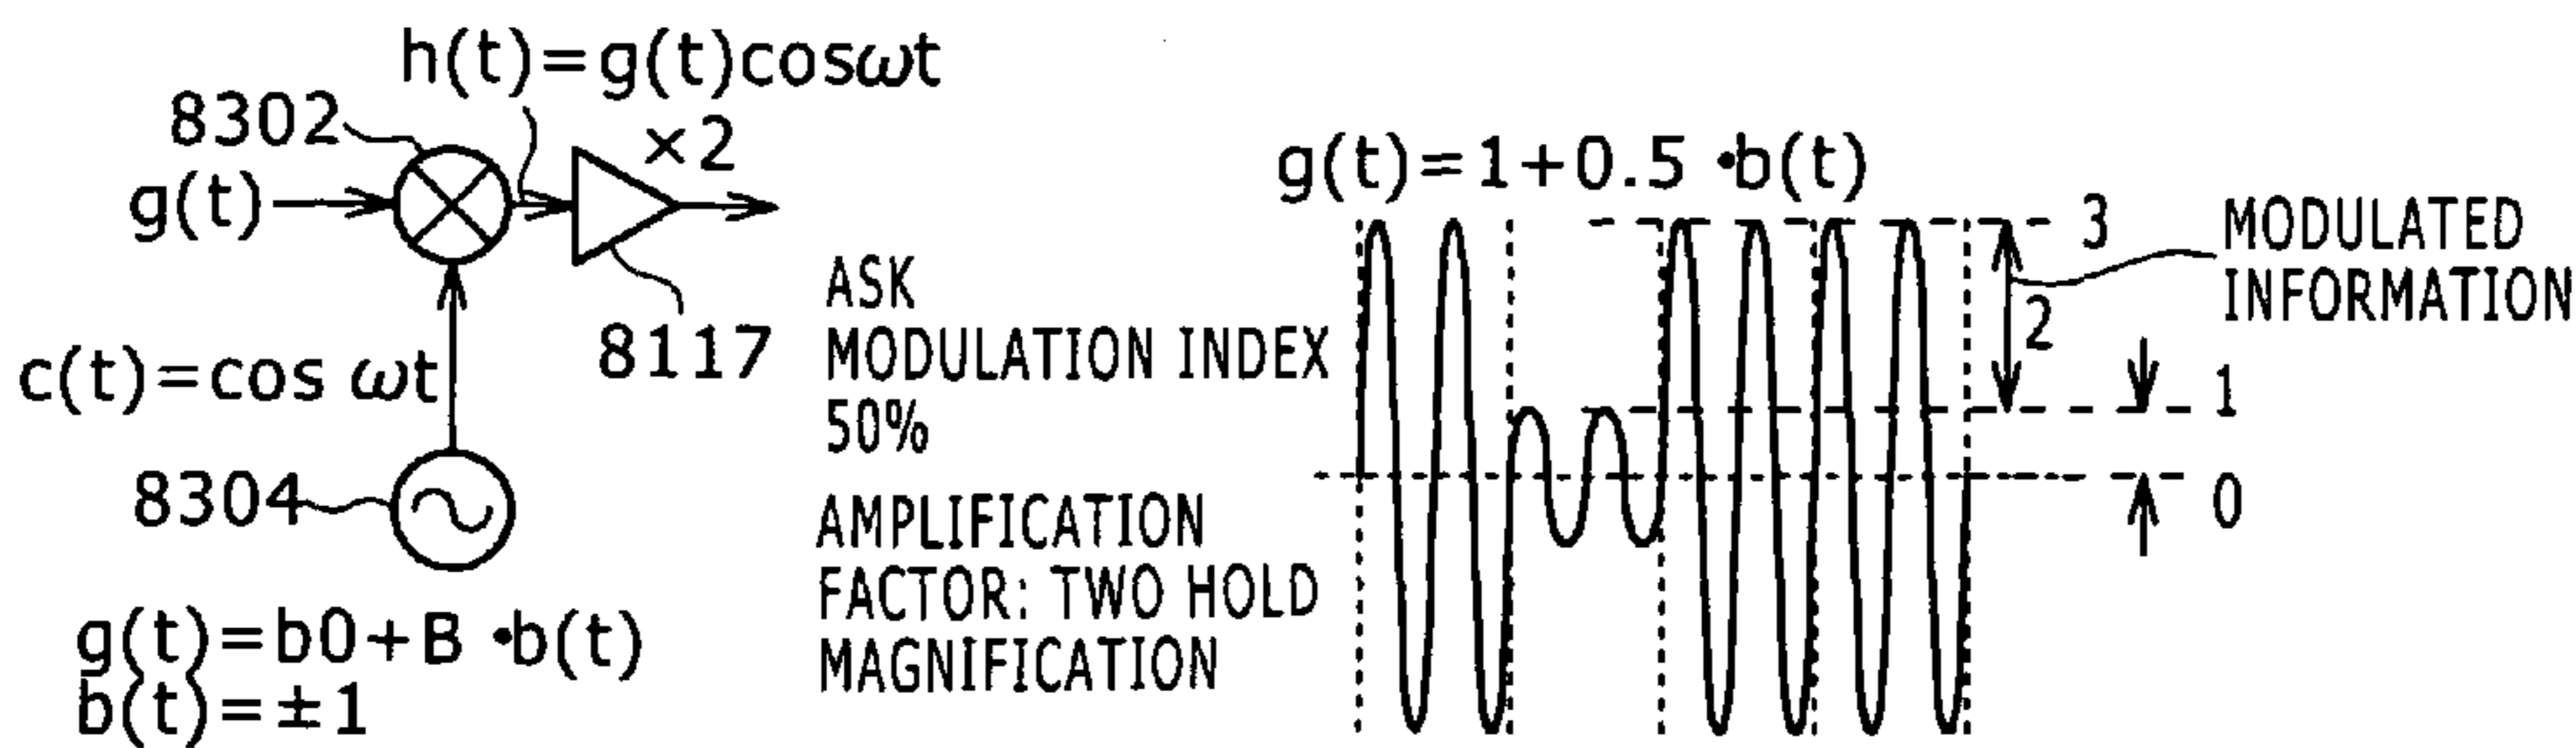 h(t)=g(t)cosωt
8302
×2
g(t)
8117
c(t)=cos ωt
8304
g(t)=b0+B •b(t)
b(t)=±1
ASK
MODULATION INDEX
50%
AMPLIFICATION
FACTOR: TWO HOLD
MAGNIFICATION
g(t)=1+0.5 •b(t)
3
MODULATED
INFORMATION
2
1
0